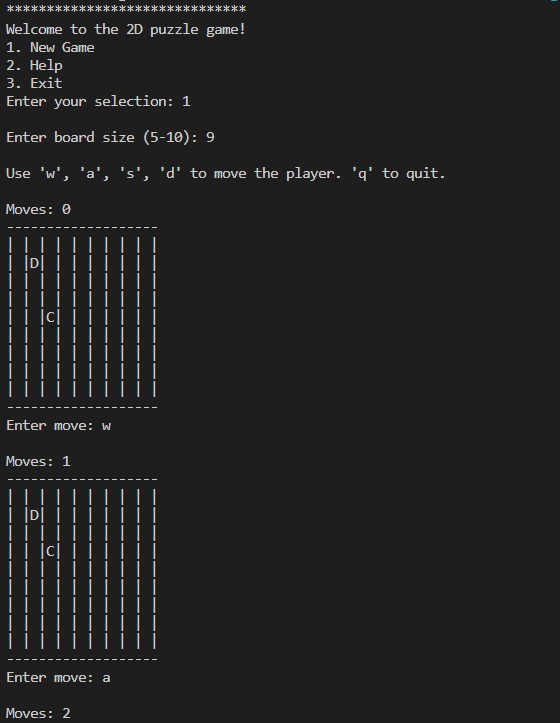 ******************************
Welcome to the 2D puzzle game!
1. New Game
2. Help
3. Exit
Enter your selection: 1
Enter board size (5-10): 9
Use 'w', 'a', 's', 'd' to move the player. 'q' to quit.
Moves: 0
-------------------
| | | | | | | | | |
| |D| | | | | | | |
| | | | | | | | | |
| | | | | | | | | |
| | |C| | | | | | |
| | | | | | | | | |
| | | | | | | | | |
| | | | | | | | | |
| | | | | | | | | |
-------------------
Enter move: w
Moves: 1
-------------------
| | | | | | | | | |
| |D| | | | | | | |
| | | | | | | | | |
| | |C| | | | | | |
| | | | | | | | | |
| | | | | | | | | |
| | | | | | | | | |
| | | | | | | | | |
| | | | | | | | | |
-------------------
Enter move: a
Moves: 2